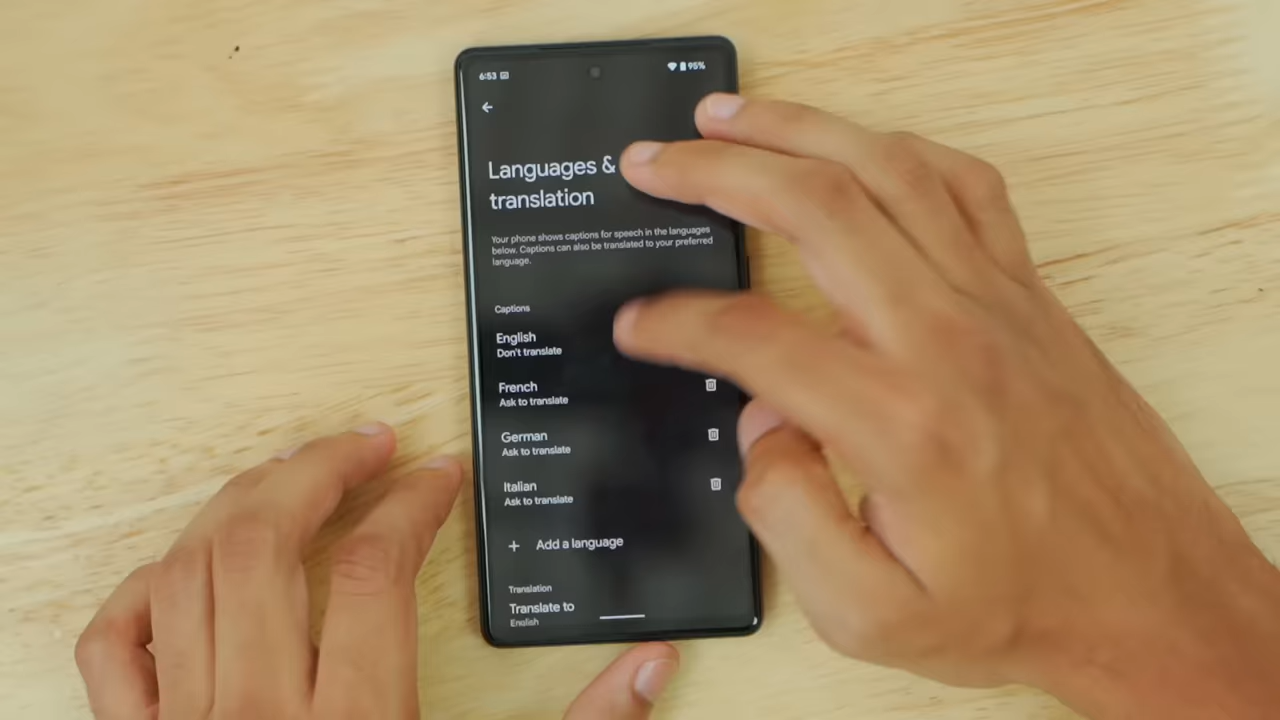 6:53
95%
Languages &
translation
Your phone shows captions for speech in the languages
below. Captions can also be translated to your preferred
language.
Captions
English
Don't translate
French
Ask to translate
German
Ask to translate
Italian
Ask to translate
+ Add a language
Translation
Translate to
English